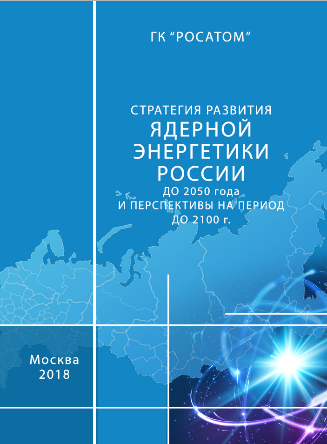 ГК “РОСАТОМ”
СТРАТЕГИЯ РАЗВИТИЯ
ЯДЕРНОЙ
ЭНЕРГЕТИКИ
РОССИИ
ДО 2050 года
И ПЕРСПЕКТИВЫ НА ПЕРИОД
ДО 2100 г.
Москва
2018